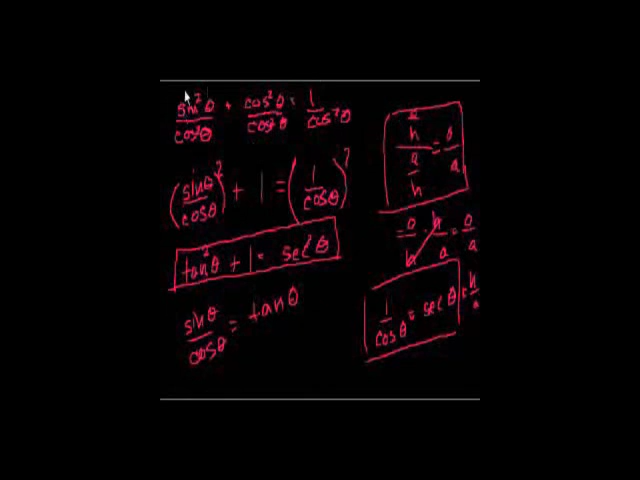 sin²θ/cos²θ + cos²θ/cos²θ = 1/cos²θ
(sinθ/cosθ)² + 1 = (1/cosθ)²
tan²θ + 1 = sec²θ
sinθ/cosθ = tanθ
o/h / a/h = o/a
= o/h · h/a = o/a
1/cosθ = secθ = h/a